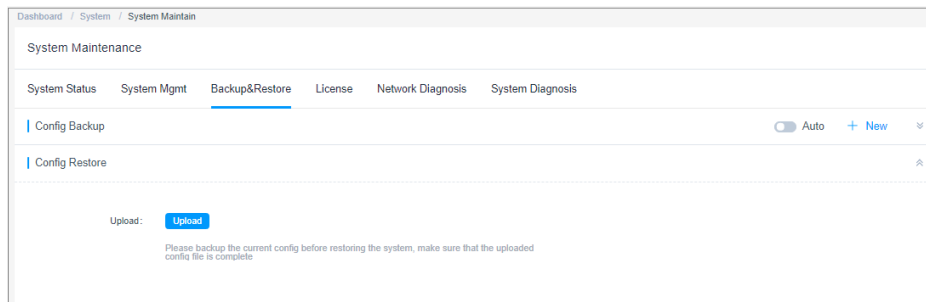 Dashboard / System / System Maintain
System Maintenance
System Status System Mgmt Backup&Restore License Network Diagnosis System Diagnosis
Config Backup Auto + New
Config Restore
Upload: Upload
Please backup the current config before restoring the system, make sure that the uploaded
config file is complete